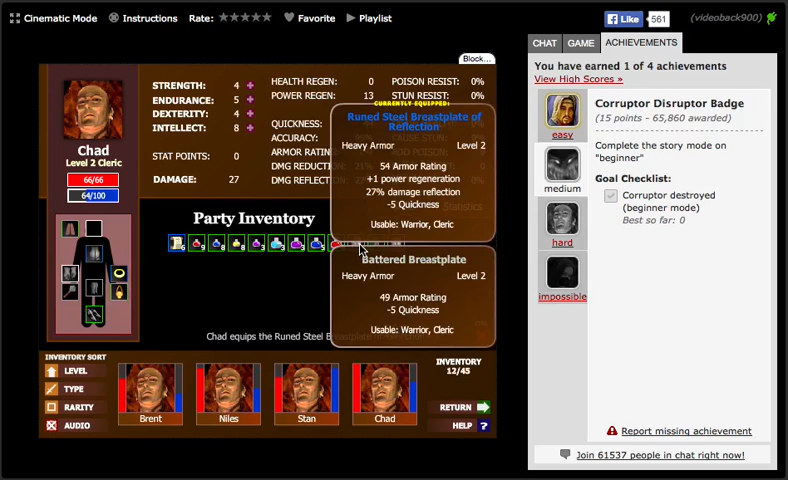 Cinematic Mode
Instructions
Rate:
Favorite
Playlist
Like
561
(videoback900)
Block...
CHAT
GAME
ACHIEVEMENTS
You have earned 1 of 4 achievements
View High Scores »
easy
medium
hard
impossible
Corruptor Disruptor Badge
(15 points - 65,860 awarded)
Complete the story mode on
"beginner"
Goal Checklist:
Corruptor destroyed
(beginner mode)
Best so far: 0
Report missing achievement
Join 61537 people in chat right now!
Chad
Level 2 Cleric
66/66
64/100
STRENGTH: 4
ENDURANCE: 5
DEXTERITY: 4
INTELLECT: 8
STAT POINTS: 0
DAMAGE: 27
HEALTH REGEN: 0
POWER REGEN: 13
QUICKNESS:
ACCURACY:
ARMOR RATIN
DMG REDUCTI
DMG REFLECTI
POISON RESIST: 0%
STUN RESIST: 0%
CURRENTLY EQUIPPED:
Runed Steel Breastplate of
Reflection
Heavy Armor Level 2
54 Armor Rating
+1 power regeneration
27% damage reflection
-5 Quickness
Usable: Warrior, Cleric
Statistics
Party Inventory
Battered Breastplate
Heavy Armor Level 2
49 Armor Rating
-5 Quickness
Usable: Warrior, Cleric
Chad equips the Runed Steel B
INVENTORY SORT
LEVEL
TYPE
RARITY
AUDIO
Brent
Niles
Stan
Chad
INVENTORY
12/45
RETURN
HELP ?